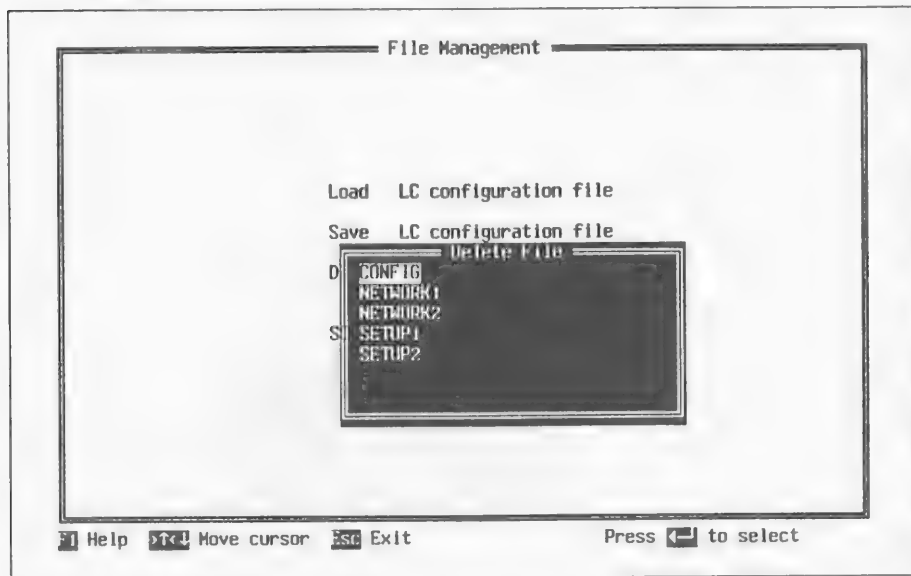 File Management
Load LC configuration file
Save LC configuration file
Delete File
D
CONFIG
NETWORK1
NETWORK2
S
SETUP1
SETUP2
F1 Help Move cursor Esc Exit Press to select